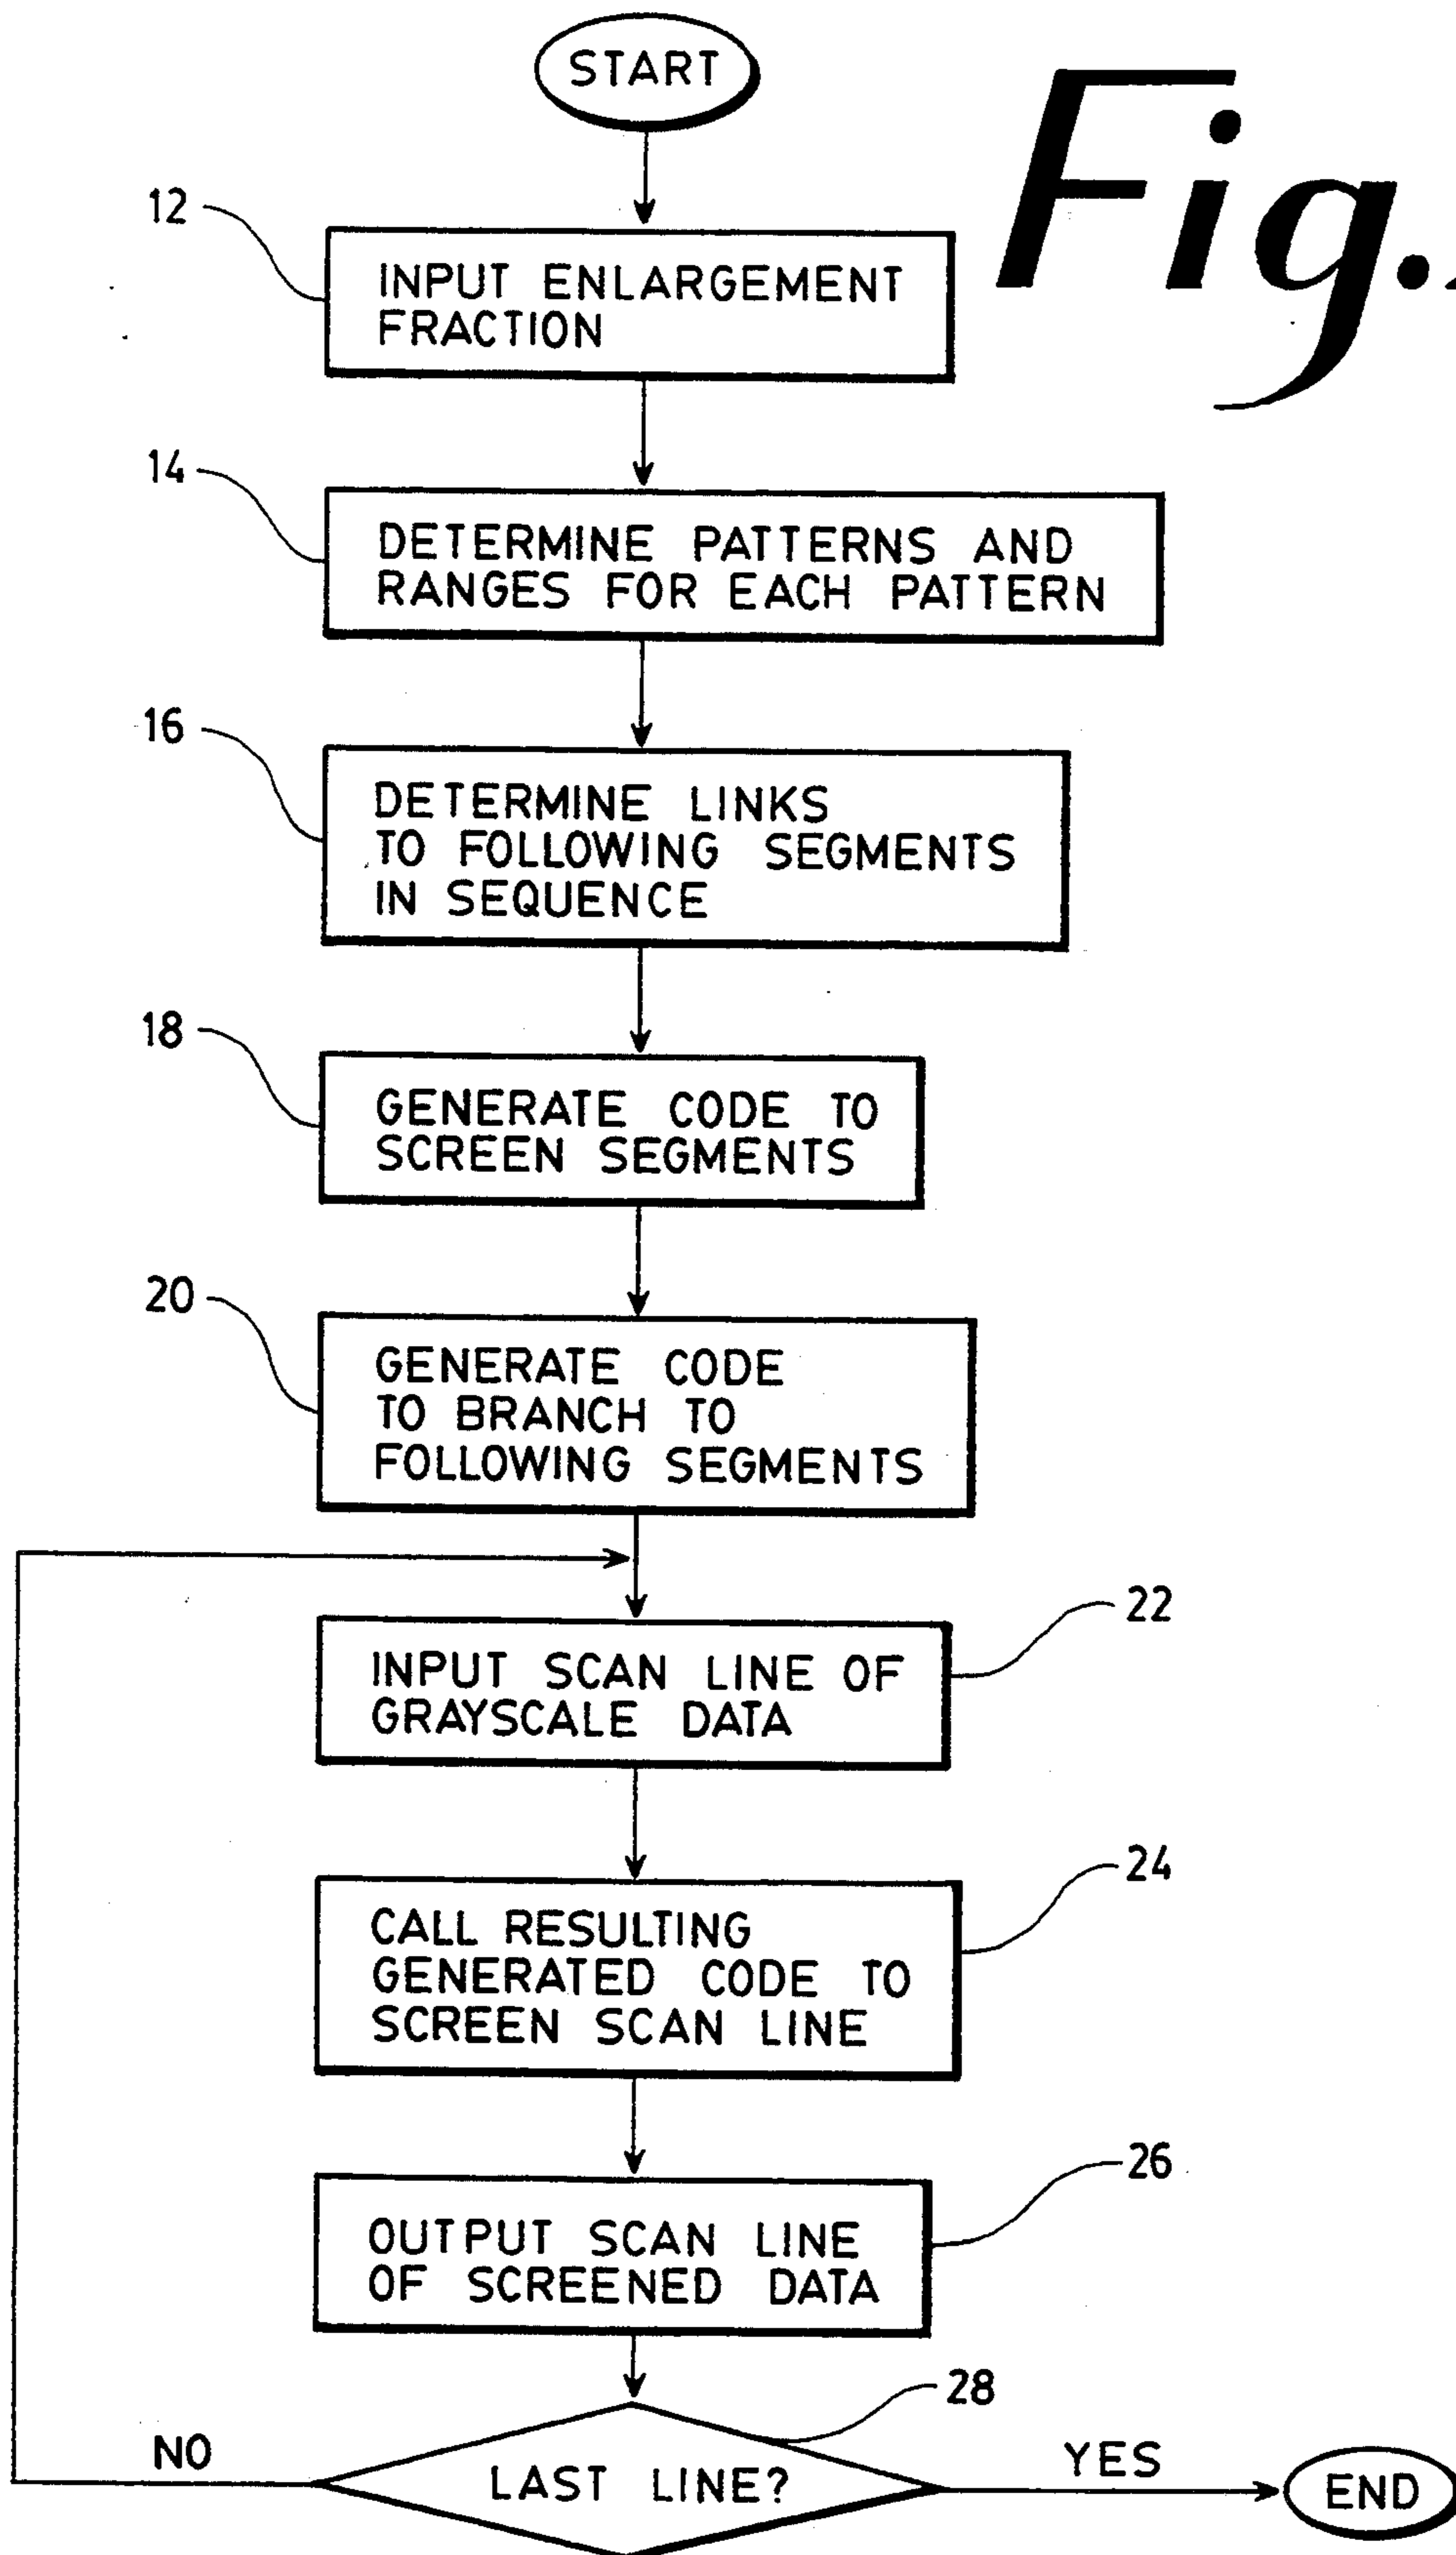 START
Fig.
12
INPUT ENLARGEMENT
FRACTION
14
DETERMINE PATTERNS AND
RANGES FOR EACH PATTERN
16
DETERMINE LINKS
TO FOLLOWING SEGMENTS
IN SEQUENCE
18
GENERATE CODE TO
SCREEN SEGMENTS
20
GENERATE CODE
TO BRANCH TO
FOLLOWING SEGMENTS
22
INPUT SCAN LINE OF
GRAYSCALE DATA
24
CALL RESULTING
GENERATED CODE TO
SCREEN SCAN LINE
26
OUTPUT SCAN LINE
OF SCREENED DATA
28
NO
LAST LINE?
YES
END